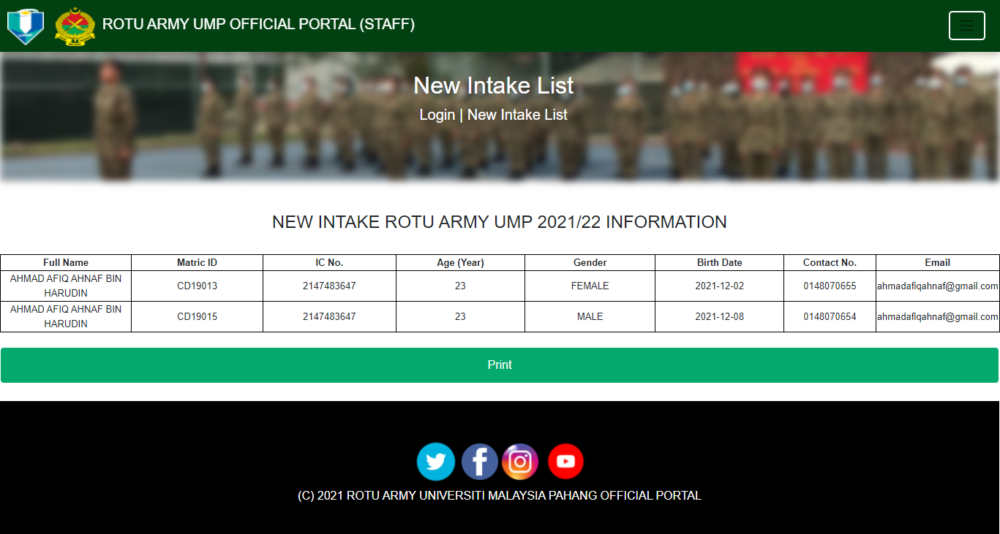 UMP
ROTU ARMY UMP OFFICIAL PORTAL (STAFF)
New Intake List
Login | New Intake List
NEW INTAKE ROTU ARMY UMP 2021/22 INFORMATION
Full Name Matric ID IC No. Age (Year) Gender Birth Date Contact No. Email
AHMAD AFIQ AHNAF BIN
HARUDIN CD19013 2147483647 23 FEMALE 2021-12-02 0148070655 ahmadafiqahnaf@gmail.com
AHMAD AFIQ AHNAF BIN
HARUDIN CD19015 2147483647 23 MALE 2021-12-08 0148070654 ahmadafiqahnaf@gmail.com
Print
(C) 2021 ROTU ARMY UNIVERSITI MALAYSIA PAHANG OFFICIAL PORTAL